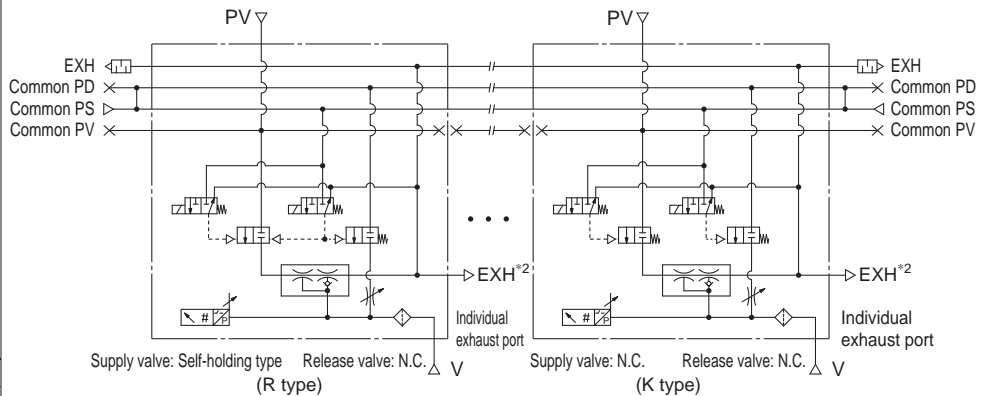 PV
PV
EXH
EXH
Common PD
Common PD
Common PS
Common PS
Common PV
Common PV
• • •
EXH*2
EXH*2
# P
# P
Individual
exhaust port
Individual
exhaust port
Supply valve: Self-holding type Release valve: N.C.
V
Supply valve: N.C. Release valve: N.C.
V
(R type)
(K type)